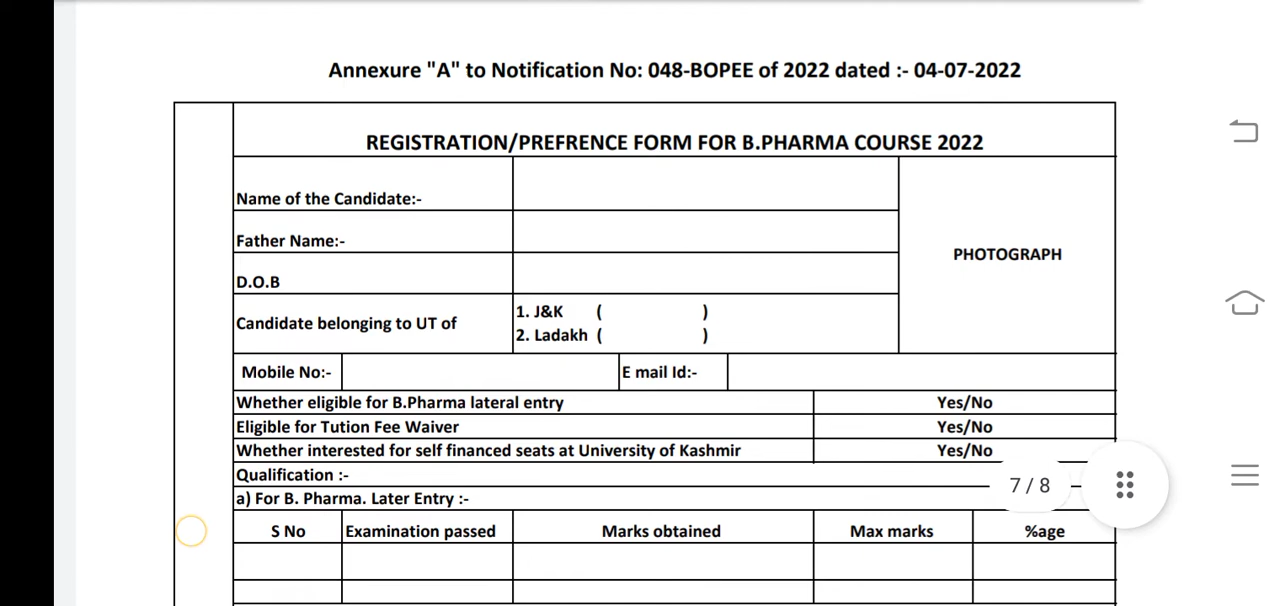 Annexure "A" to Notification No: 048-BOPEE of 2022 dated :- 04-07-2022
REGISTRATION/PREFRENCE FORM FOR B.PHARMA COURSE 2022
Name of the Candidate:-
Father Name:-
PHOTOGRAPH
D.O.B
Candidate belonging to UT of
1. J&K ( )
2. Ladakh ( )
Mobile No:- E mail Id:-
Whether eligible for B.Pharma lateral entry Yes/No
Eligible for Tution Fee Waiver Yes/No
Whether interested for self financed seats at University of Kashmir Yes/No
Qualification :-
7 / 8
a) For B. Pharma. Later Entry :-
S No Examination passed Marks obtained Max marks %age